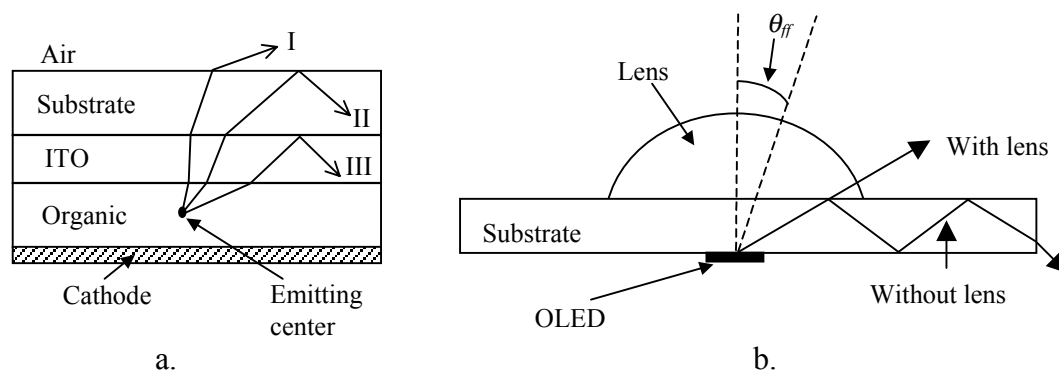 Air
I
Substrate
II
ITO
III
Organic
Cathode
Emitting
center
a.
θff
Lens
With lens
Substrate
Without lens
OLED
b.